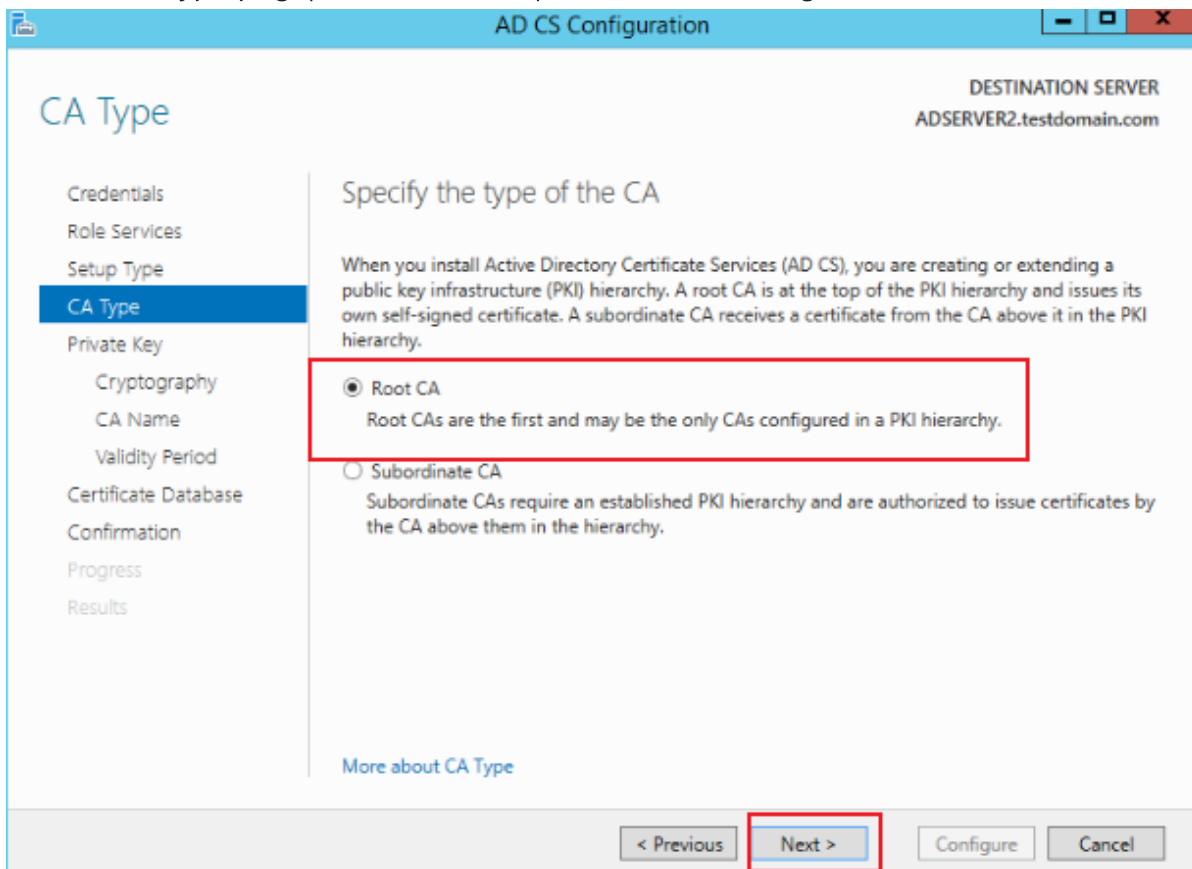 AD CS Configuration
CA Type
DESTINATION SERVER
ADSERVER2.testdomain.com
Credentials
Role Services
Setup Type
CA Type
Private Key
Cryptography
CA Name
Validity Period
Certificate Database
Confirmation
Progress
Results
Specify the type of the CA
When you install Active Directory Certificate Services (AD CS), you are creating or extending a
public key infrastructure (PKI) hierarchy. A root CA is at the top of the PKI hierarchy and issues its
own self-signed certificate. A subordinate CA receives a certificate from the CA above it in the PKI
hierarchy.
Root CA
Root CAs are the first and may be the only CAs configured in a PKI hierarchy.
Subordinate CA
Subordinate CAs require an established PKI hierarchy and are authorized to issue certificates by
the CA above them in the hierarchy.
More about CA Type
< Previous
Next >
Configure
Cancel